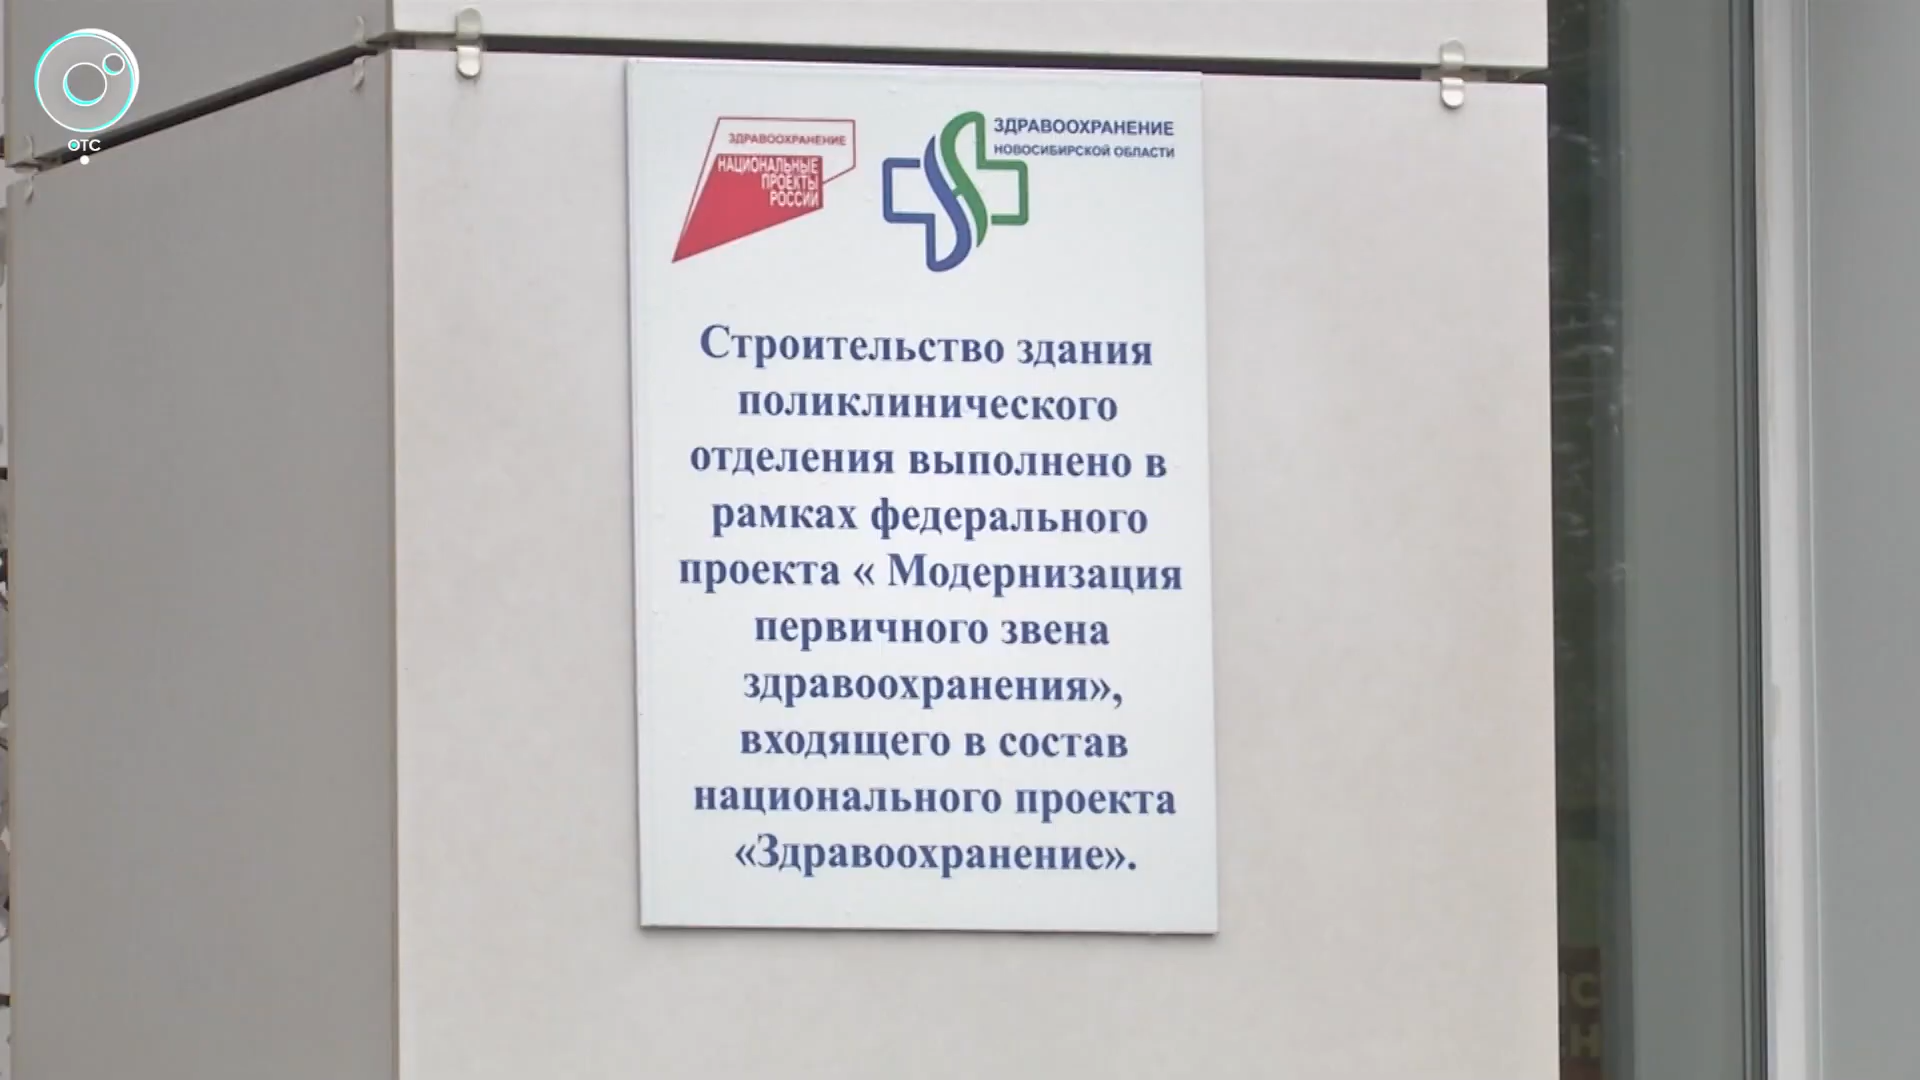 ОТС
ЗДРАВООХРАНЕНИЕ
НАЦИОНАЛЬНЫЕ
ПРОЕКТЫ
РОССИИ
ЗДРАВООХРАНЕНИЕ
НОВОСИБИРСКОЙ ОБЛАСТИ
Строительство здания
поликлинического
отделения выполнено в
рамках федерального
проекта « Модернизация
первичного звена
здравоохранения»,
входящего в состав
национального проекта
«Здравоохранение».